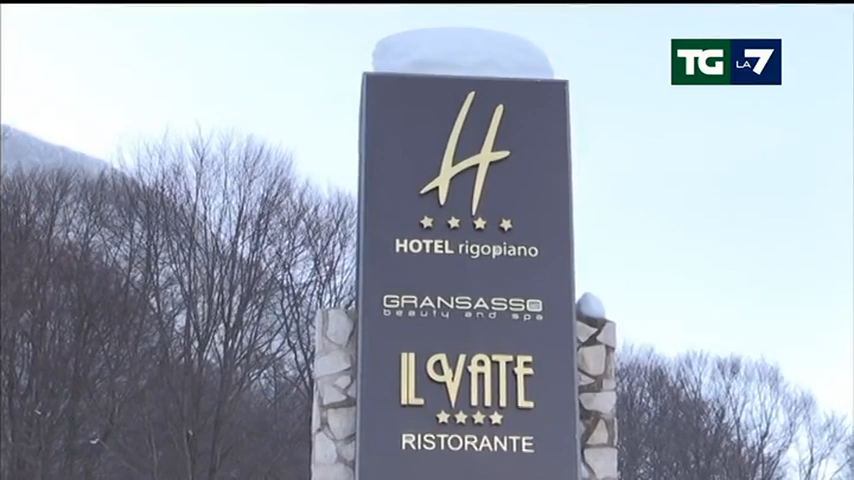 TG LA7
H
HOTEL rigopiano
GRANSASSO
beauty and spa
IL VATE
RISTORANTE